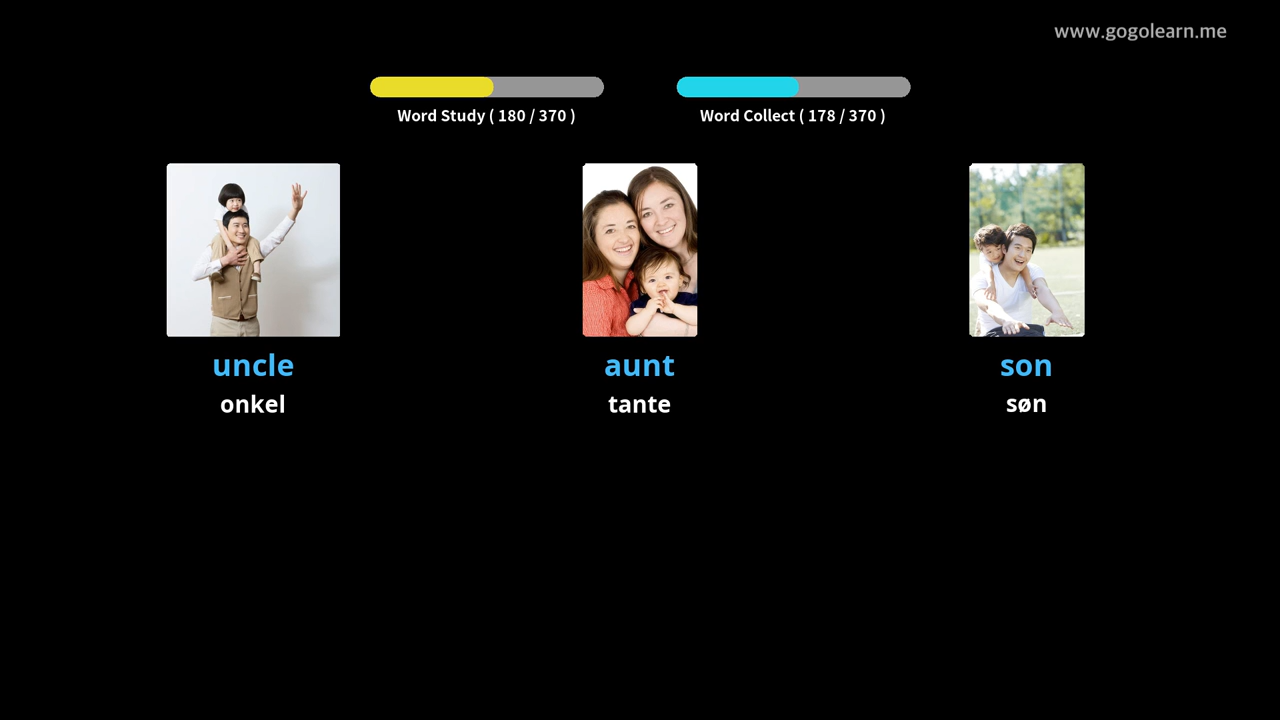 www.gogolearn.me
Word Study ( 180 / 370 )
Word Collect ( 178 / 370 )
uncle
onkel
aunt
tante
son
søn